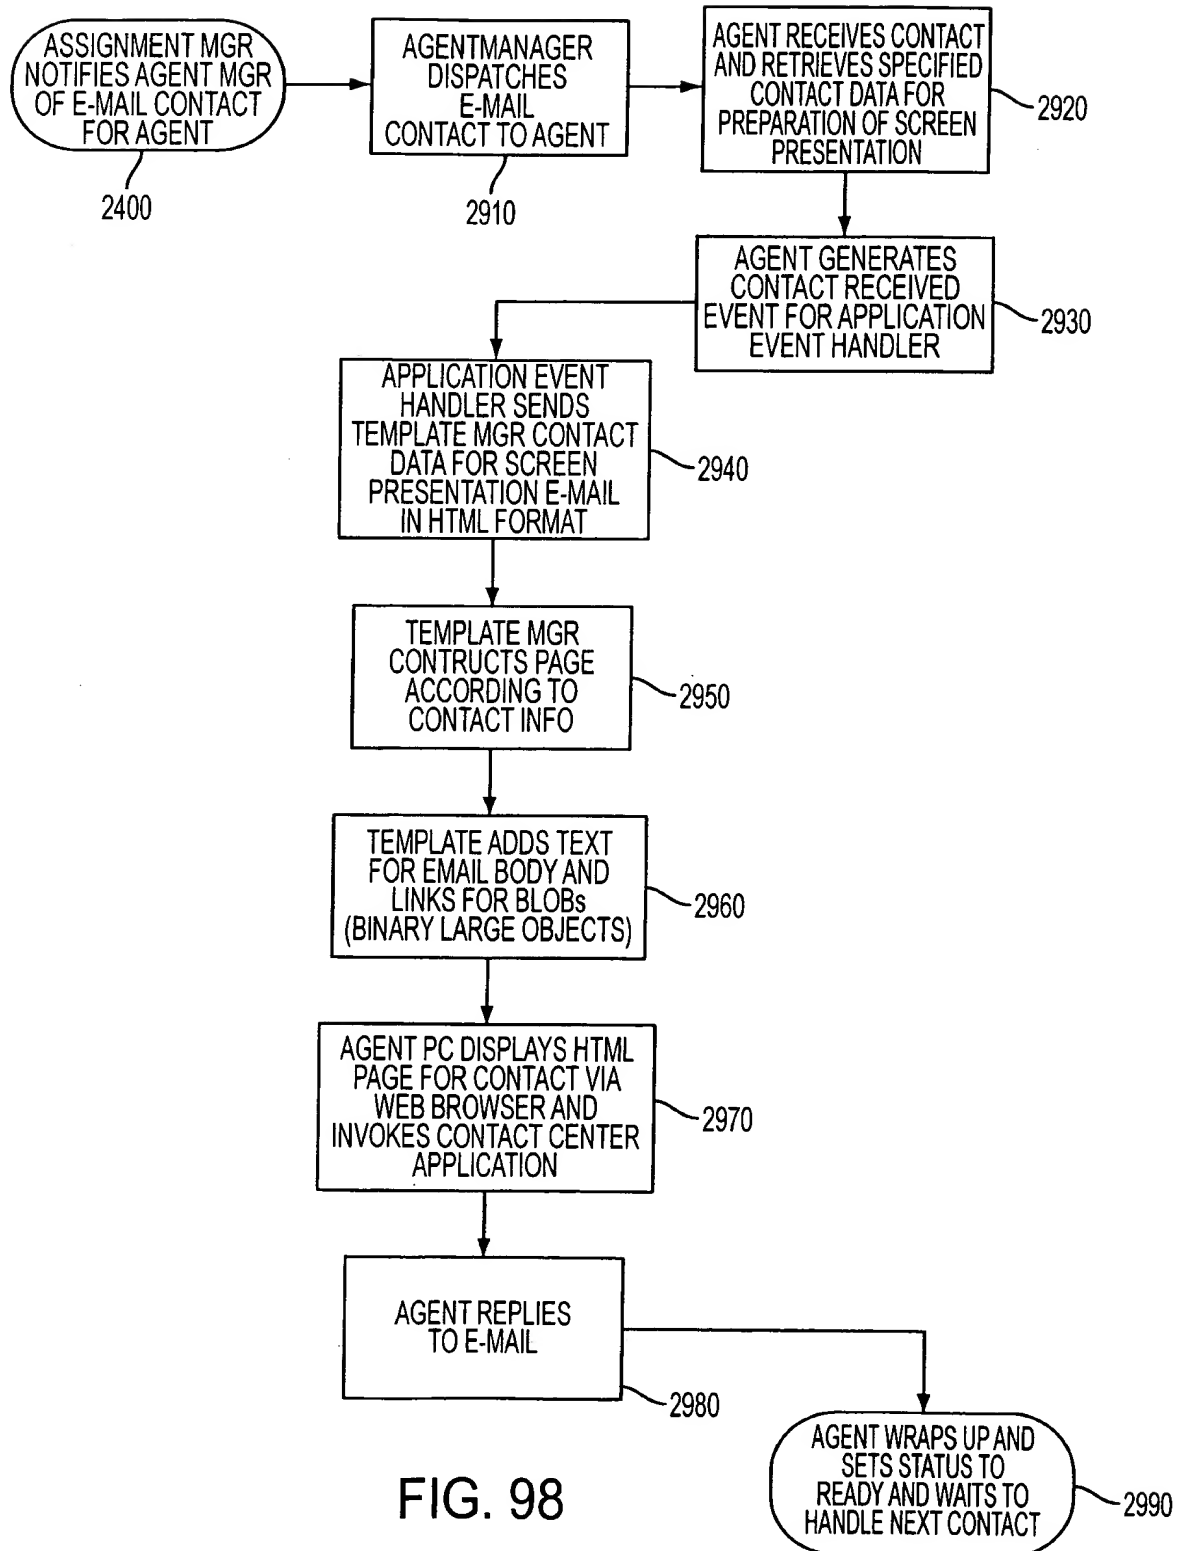 ASSIGNMENT MGR
NOTIFIES AGENT MGR
OF E-MAIL CONTACT
FOR AGENT
2400
AGENTMANAGER
DISPATCHES
E-MAIL
CONTACT TO AGENT
2910
AGENT RECEIVES CONTACT
AND RETRIEVES SPECIFIED
CONTACT DATA FOR
PREPARATION OF SCREEN
PRESENTATION
2920
AGENT GENERATES
CONTACT RECEIVED
EVENT FOR APPLICATION
EVENT HANDLER
2930
APPLICATION EVENT
HANDLER SENDS
TEMPLATE MGR CONTACT
DATA FOR SCREEN
PRESENTATION E-MAIL
IN HTML FORMAT
2940
TEMPLATE MGR
CONTRUCTS PAGE
ACCORDING TO
CONTACT INFO
2950
TEMPLATE ADDS TEXT
FOR EMAIL BODY AND
LINKS FOR BLOBs
(BINARY LARGE OBJECTS)
2960
AGENT PC DISPLAYS HTML
PAGE FOR CONTACT VIA
WEB BROWSER AND
INVOKES CONTACT CENTER
APPLICATION
2970
AGENT REPLIES
TO E-MAIL
2980
AGENT WRAPS UP AND
SETS STATUS TO
READY AND WAITS TO
HANDLE NEXT CONTACT
2990
FIG. 98